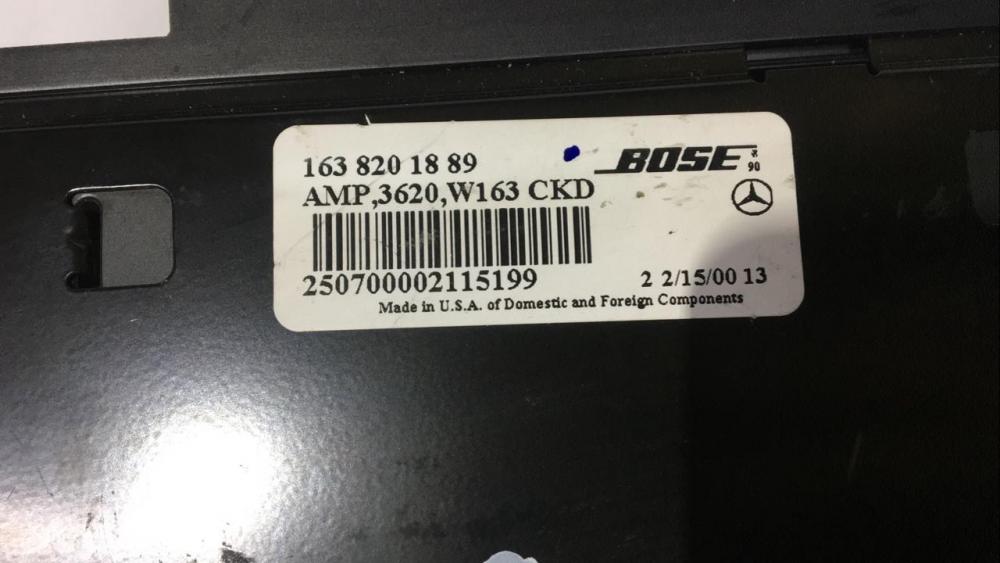 163 820 18 89
BOSE ® 90
AMP,3620,W163 CKD
250700002115199
2 2/15/00 13
Made in U.S.A. of Domestic and Foreign Components